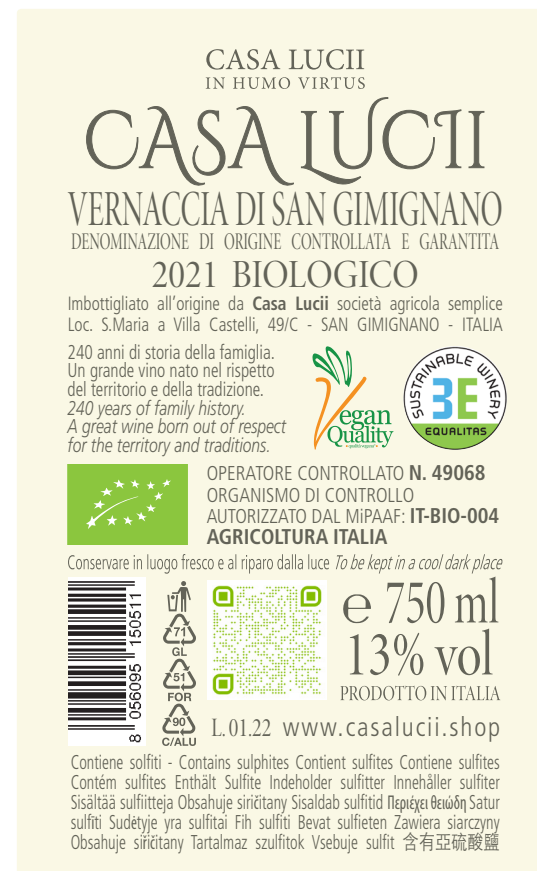 CASA LUCII
IN HUMO VIRTUS
CASA LUCII
VERNACCIA DI SAN GIMIGNANO
DENOMINAZIONE DI ORIGINE CONTROLLATA E GARANTITA
2021 BIOLOGICO
Imbottigliato all'origine da Casa Lucii società agricola semplice
Loc. S.Maria a Villa Castelli, 49/C - SAN GIMIGNANO - ITALIA
240 anni di storia della famiglia.
Un grande vino nato nel rispetto
del territorio e della tradizione.
240 years of family history.
A great wine born out of respect
for the territory and traditions.
Vegan
Quality
SUSTAINABLE WINERY
3E
EQUALITAS
OPERATORE CONTROLLATO N. 49068
ORGANISMO DI CONTROLLO
AUTORIZZATO DAL MiPAAF: IT-BIO-004
AGRICOLTURA ITALIA
Conservare in luogo fresco e al riparo dalla luce To be kept in a cool dark place
8 056095 150511
71
GL
51
FOR
90
C/ALU
℮ 750 ml
13% vol
PRODOTTO IN ITALIA
L.01.22 www.casalucii.shop
Contiene solfiti - Contains sulphites Contient sulfites Contiene sulfites
Contém sulfites Enthält Sulfite Indeholder sulfitter Innehåller sulfiter
Sisältää sulfiitteja Obsahuje siričitany Sisaldab sulfitid Περιέχει θειώδη Satur
sulfīti Sudėtyje yra sulfitai Fih sulfiti Bevat sulfieten Zawiera siarczyny
Obsahuje siřičitany Tartalmaz szulfitok Vsebuje sulfit 含有亞硫酸鹽